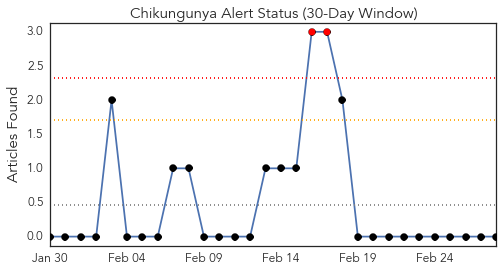 Chikungunya Alert Status (30-Day Window)
Articles Found
3.0
2.5
2.0
1.5
1.0
0.5
0.0
Jan 30 Feb 04 Feb 09 Feb 14 Feb 19 Feb 24